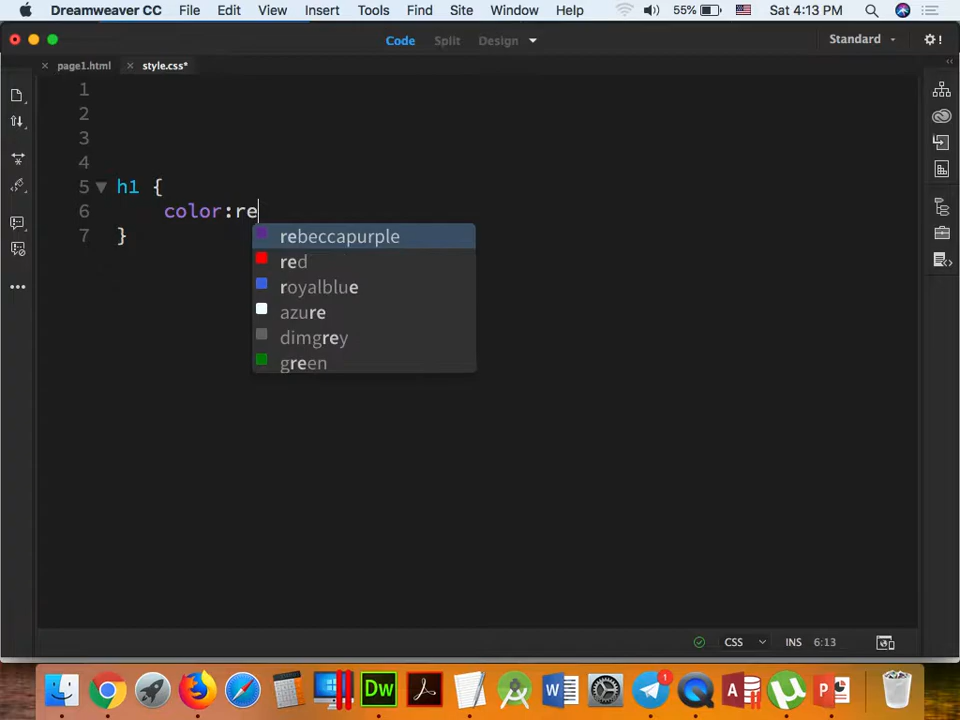 Dreamweaver CC File Edit View Insert Format Tools Find Site Window Help 55% Sat 4:13 PM
Code Split Design Standard
page1.html style.css*
1
2
3
4
5 h1 {
6 color:re
7 }
rebeccapurple
red
royalblue
azure
dimgrey
green
CSS INS 6:13
Dw W A P 1